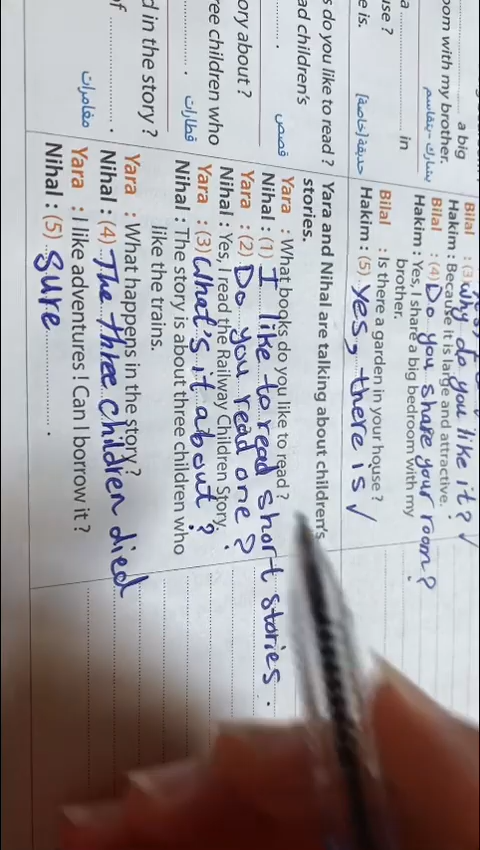 a big
oom with my brother.
يشارك - يتقاسم
a
in
use ?
e is.
حديقة (خاصة)
s do you like to read ?
ad children's
قصص
ory about ?
ree children who
قطارات
d in the story ?
of
مغامرات
Bilal : (3) Why do you like it? ✓
Hakim : Because it is large and attractive.
Bilal : (4) Do you share your room?
Hakim : Yes, I share a big bedroom with my
brother.
Bilal : Is there a garden in your house ?
Hakim : (5) Yes, there is ✓
Yara and Nihal are talking about children's
stories.
Yara : What books do you like to read ?
Nihal : (1) I like to read short stories.
Yara : (2) Do you read one ?
Nihal : Yes, I read the Railway Children Story.
Yara : (3) What's it about ?
Nihal : The story is about three children who
like the trains.
Yara : What happens in the story ?
Nihal : (4) The three children died
Yara : I like adventures ! Can I borrow it ?
Nihal : (5) Sure